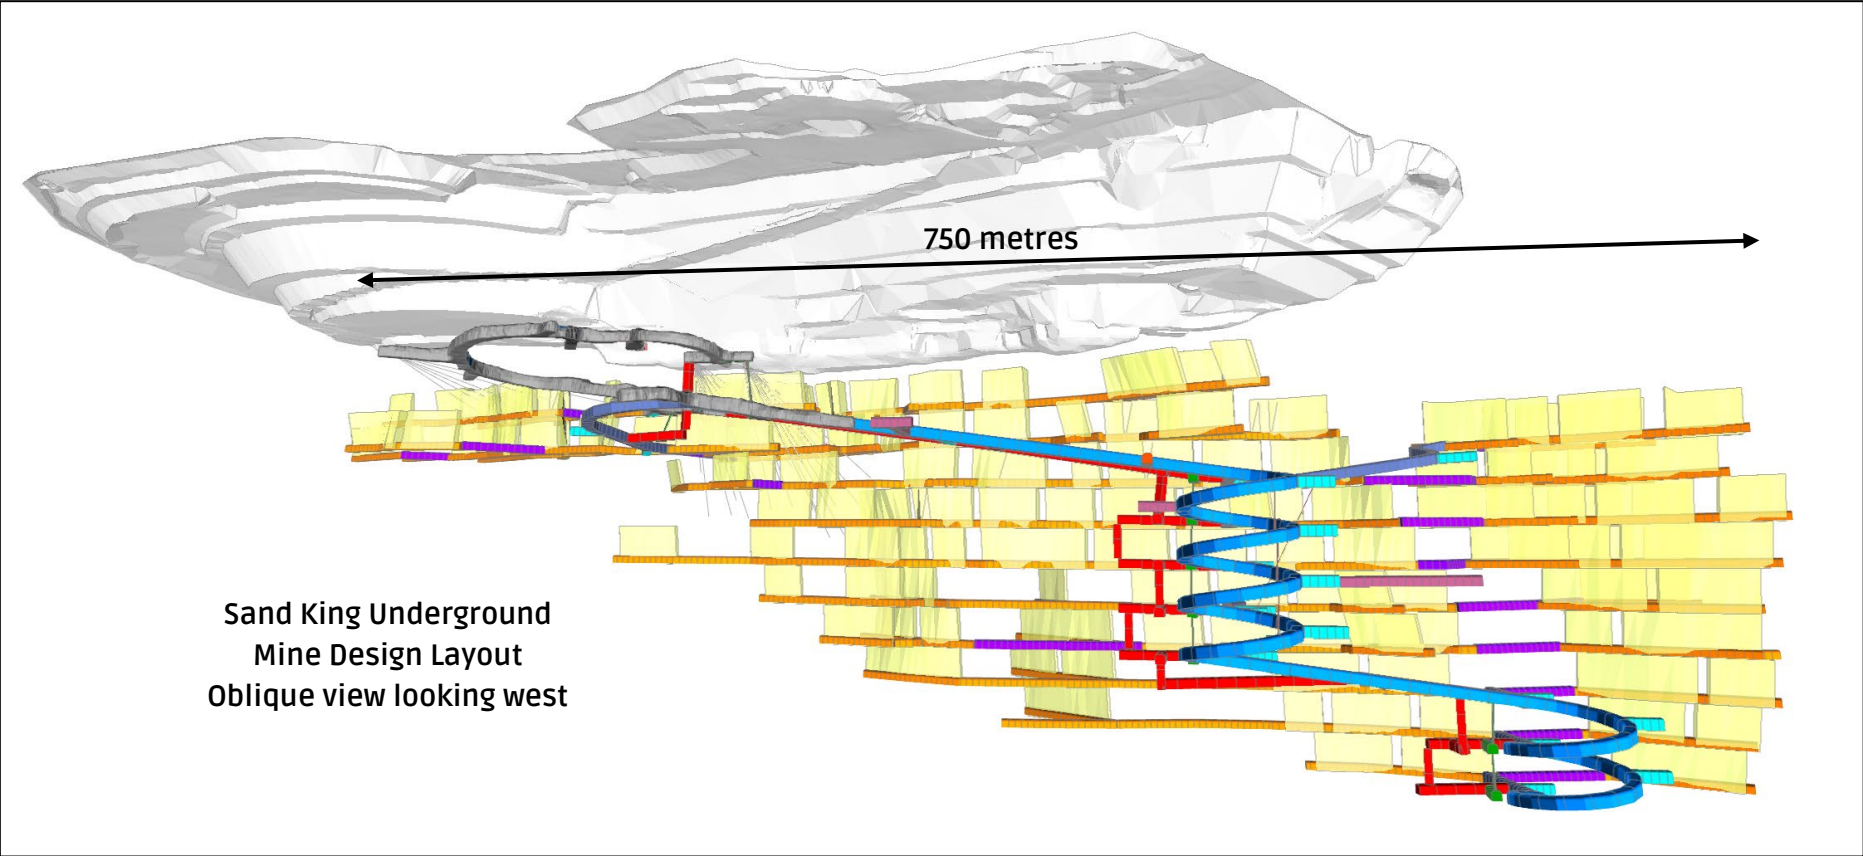 750 metres
Sand King Underground
Mine Design Layout
Oblique view looking west